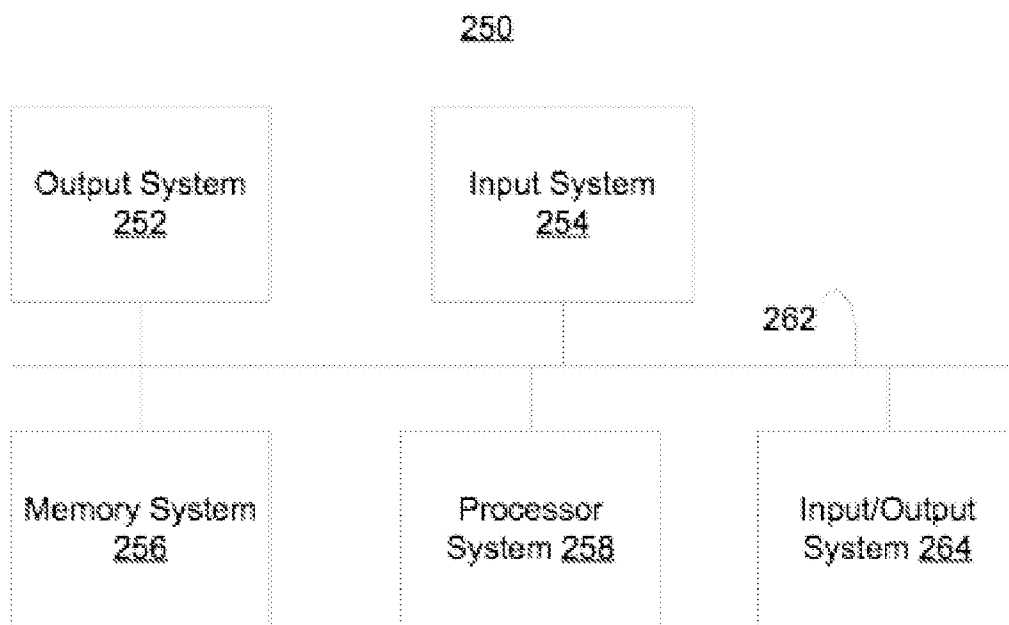 250
Output System
252
Input System
254
262
Memory System
256
Processor
System 258
Input/Output
System 264